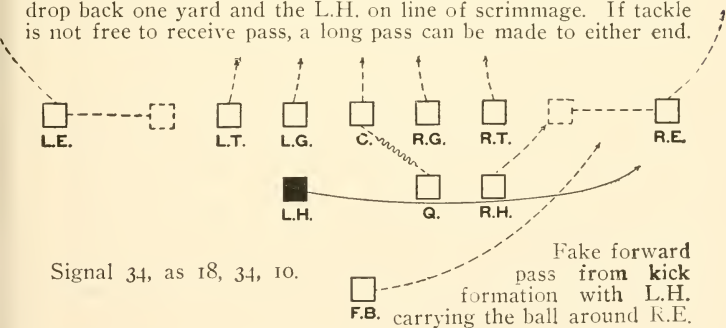 drop back one yard and the L.H. on line of scrimmage. If tackle
is not free to receive pass, a long pass can be made to either end.
L.E. L.T. L.G. C. R.G. R.T. R.E.
L.H. Q. R.H.
Signal 34, as 18, 34, 10.
F.B.
Fake forward
pass from kick
formation with L.H.
carrying the ball around R.E.